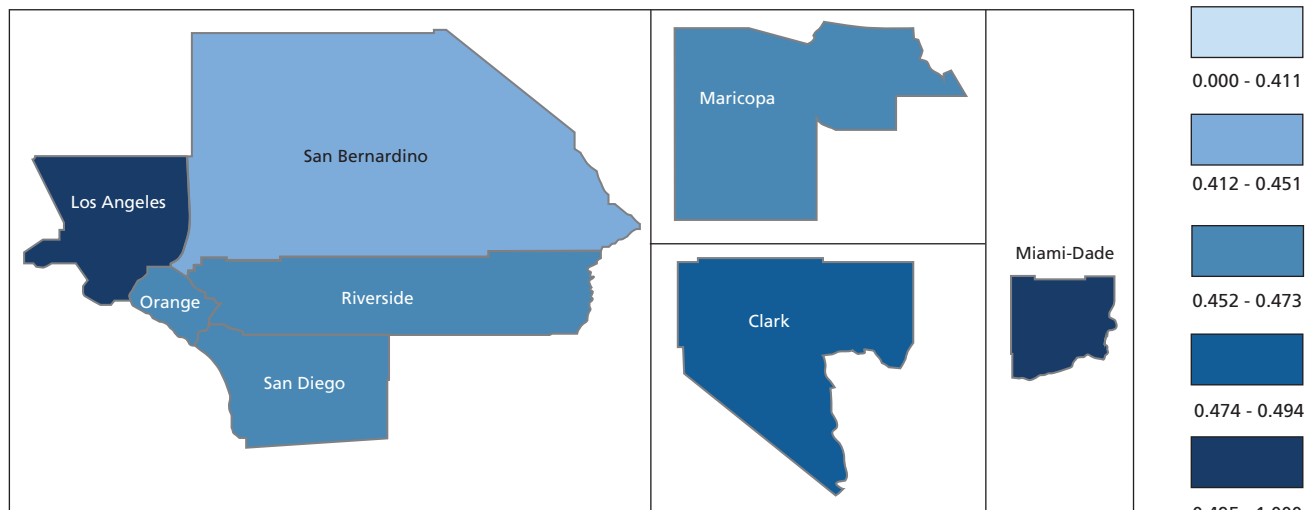 San Bernardino
Los Angeles
Orange
Riverside
San Diego
Maricopa
Clark
Miami-Dade
0.000 - 0.411
0.412 - 0.451
0.452 - 0.473
0.474 - 0.494